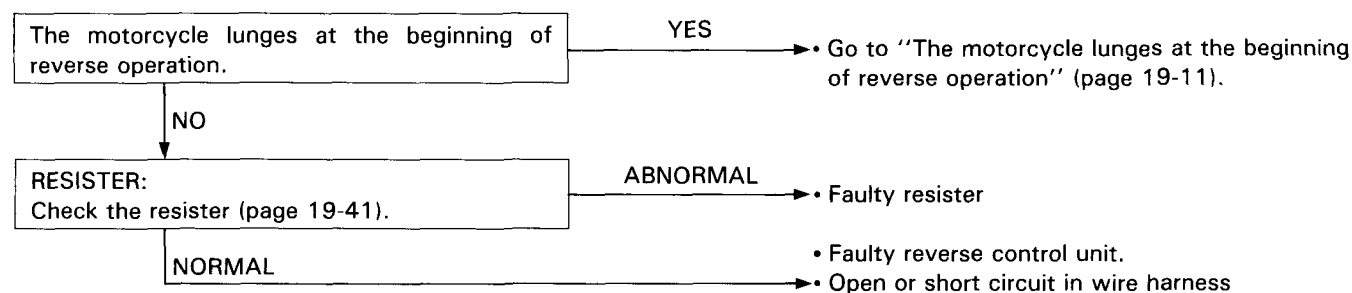 The motorcycle lunges at the beginning of
reverse operation.
YES
• Go to ''The motorcycle lunges at the beginning
of reverse operation'' (page 19-11).
NO
RESISTER:
Check the resister (page 19-41).
ABNORMAL
• Faulty resister
NORMAL
• Faulty reverse control unit.
• Open or short circuit in wire harness